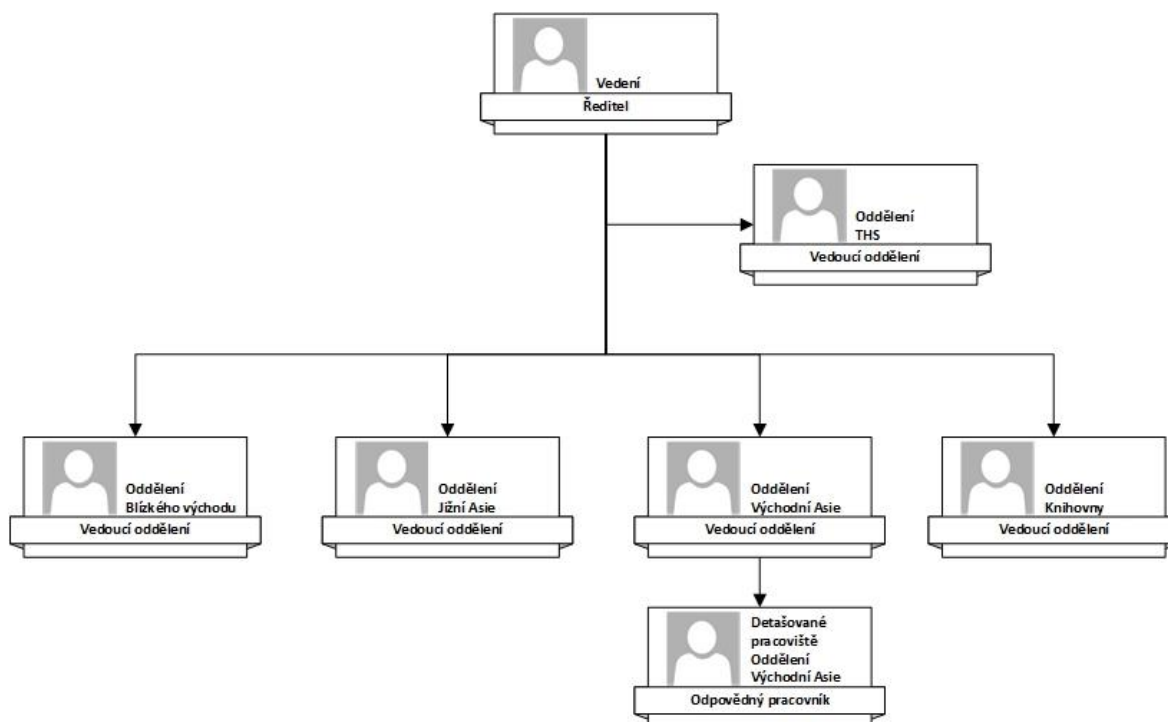 Vedení
Ředitel
Oddělení
THS
Vedoucí oddělení
Oddělení
Blízkého východu
Vedoucí oddělení
Oddělení
Jižní Asie
Vedoucí oddělení
Oddělení
Východní Asie
Vedoucí oddělení
Oddělení
Knihovny
Vedoucí oddělení
Detašované
pracoviště
Oddělení
Východní Asie
Odpovědný pracovník